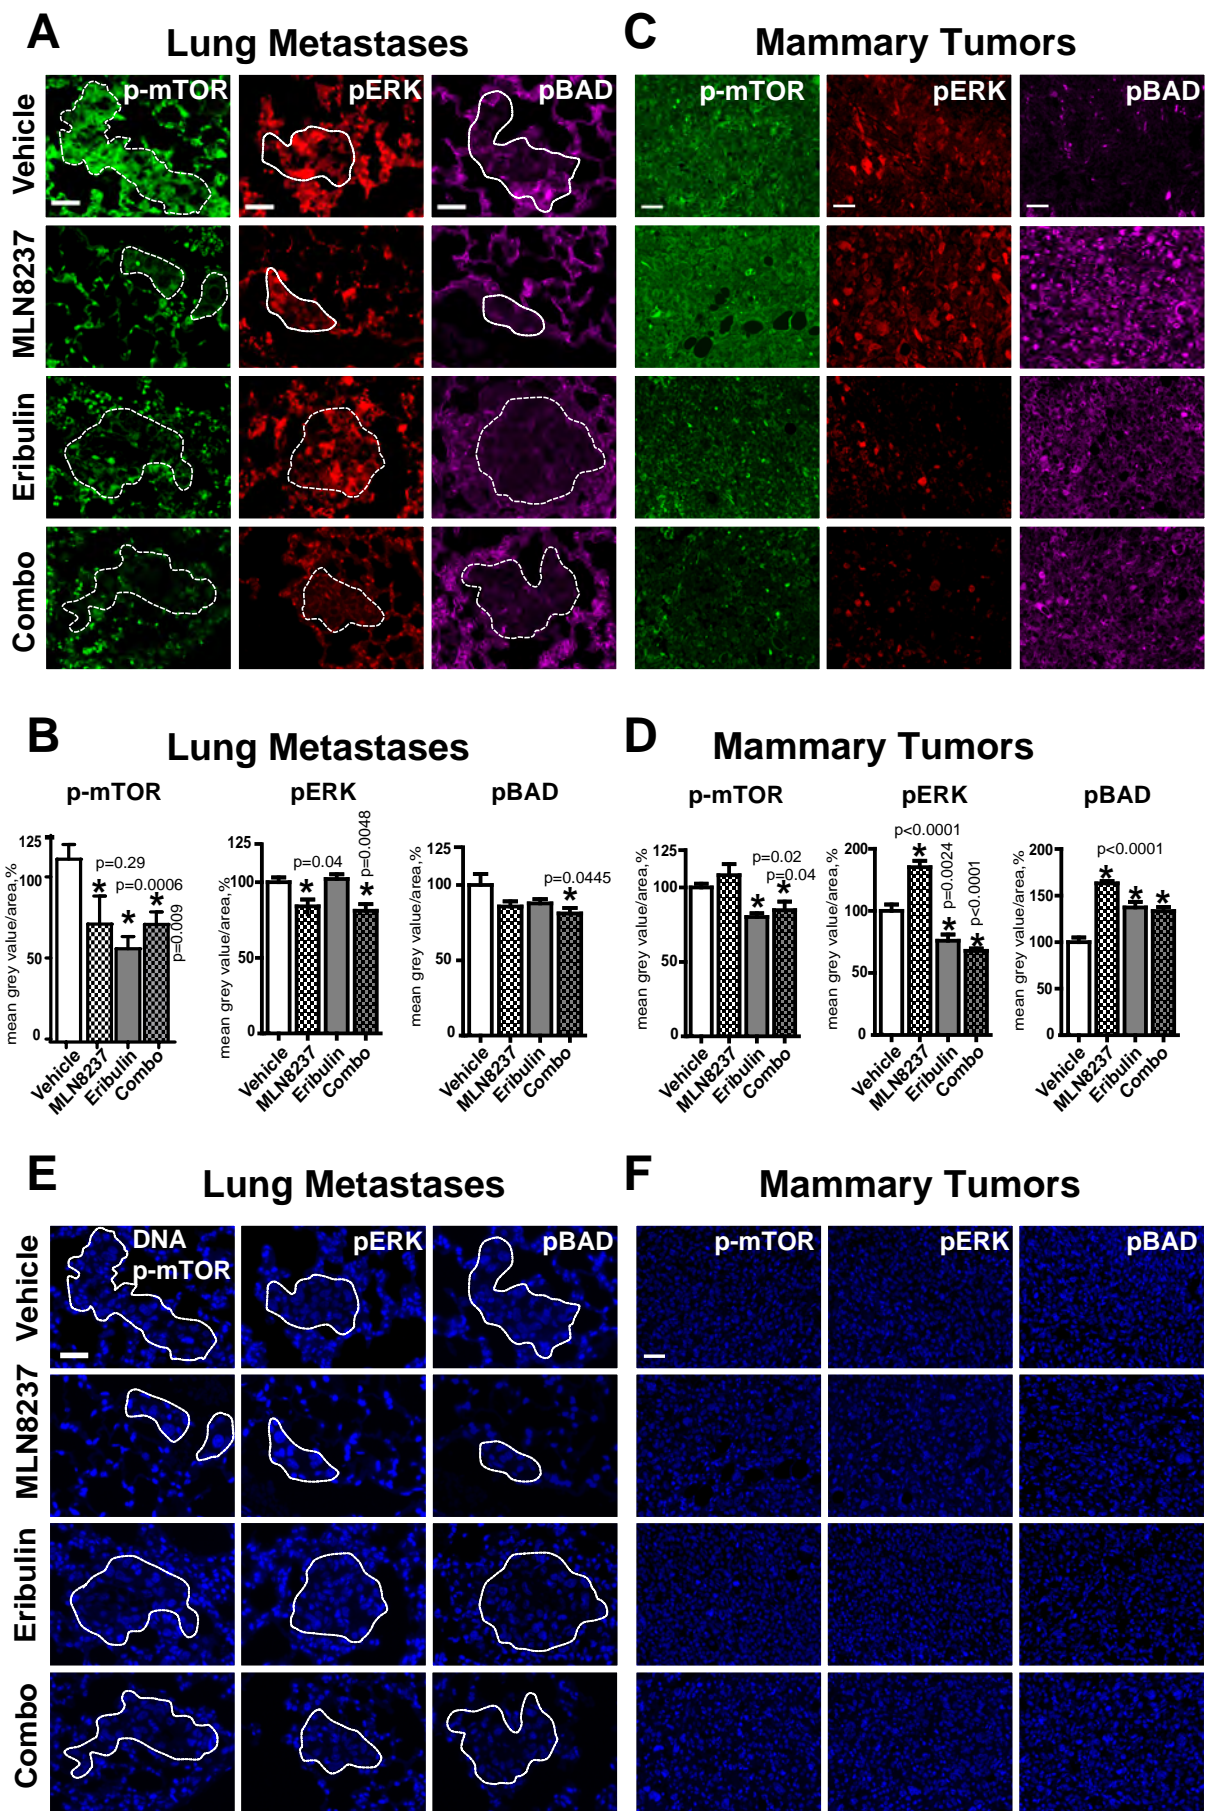 A Lung Metastases
p-mTOR pERK pBAD
Vehicle
MLN8237
Eribulin
Combo
C Mammary Tumors
p-mTOR pERK pBAD
B Lung Metastases
p-mTOR
mean grey value/area,%
125
100
50
0
p=0.29
p=0.0006
p=0.009
* * *
Vehicle
MLN8237
Eribulin
Combo
pERK
mean grey value/area,%
125
100
50
0
p=0.04
p=0.0048
* *
Vehicle
MLN8237
Eribulin
Combo
pBAD
mean grey value/area,%
125
100
50
0
p=0.0445
*
Vehicle
MLN8237
Eribulin
Combo
D Mammary Tumors
p-mTOR
mean grey value/area,%
125
100
50
0
p=0.02
p=0.04
* *
Vehicle
MLN8237
Eribulin
Combo
pERK
mean grey value/area,%
200
100
50
0
p<0.0001
p=0.0024
p<0.0001
* * *
Vehicle
MLN8237
Eribulin
Combo
pBAD
mean grey value/area,%
200
150
100
50
0
p<0.0001
* * *
Vehicle
MLN8237
Eribulin
Combo
E Lung Metastases
DNA
p-mTOR pERK pBAD
Vehicle
MLN8237
Eribulin
Combo
F Mammary Tumors
p-mTOR pERK pBAD